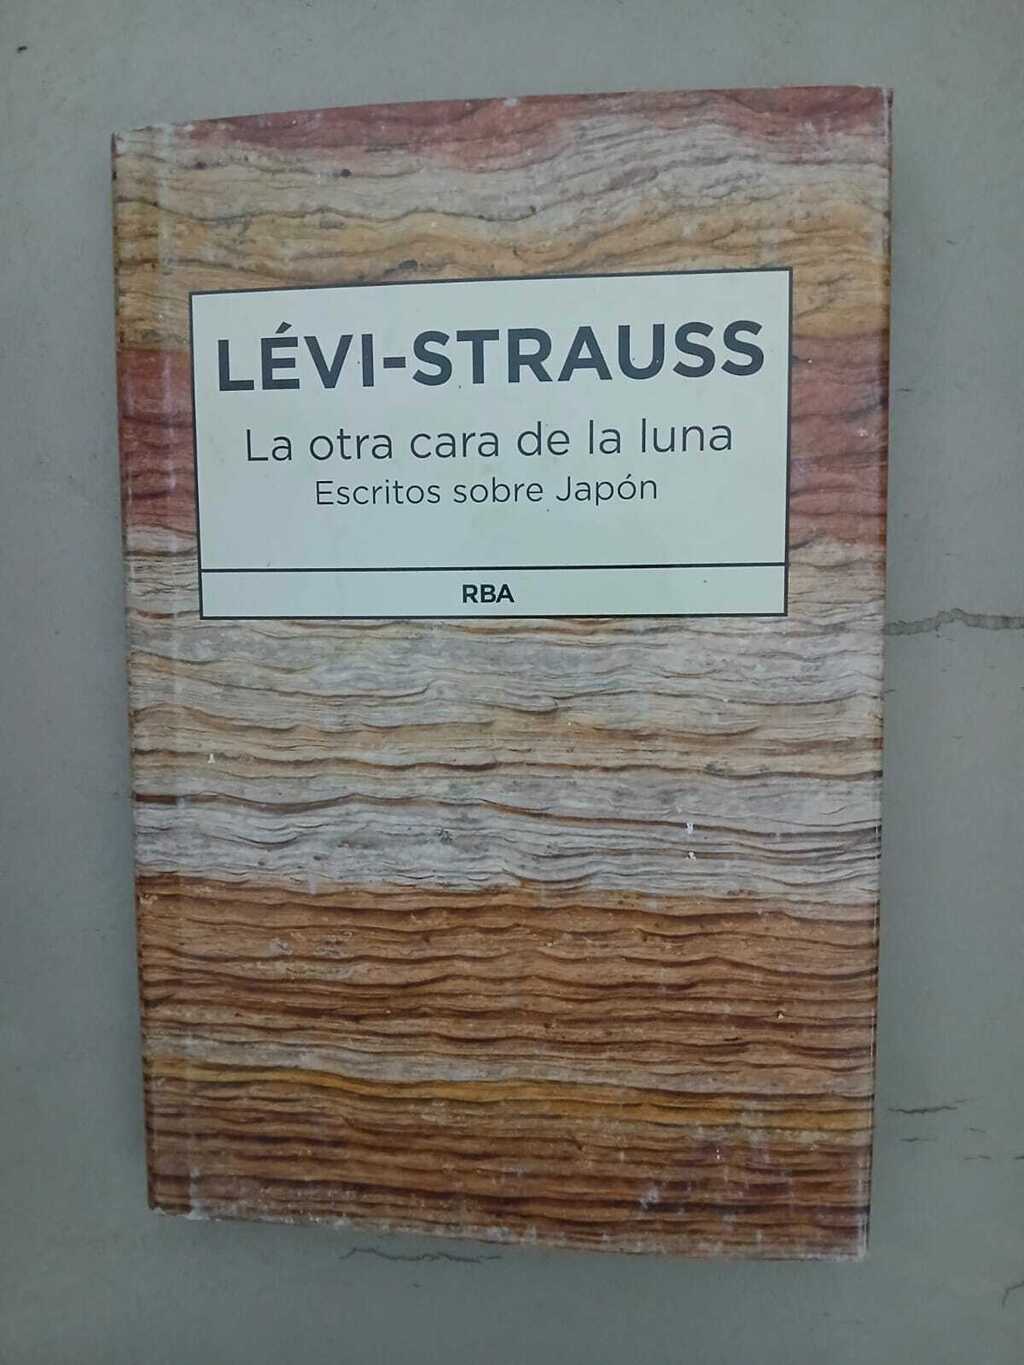 LÉVI-STRAUSS
La otra cara de la luna
Escritos sobre Japón
RBA